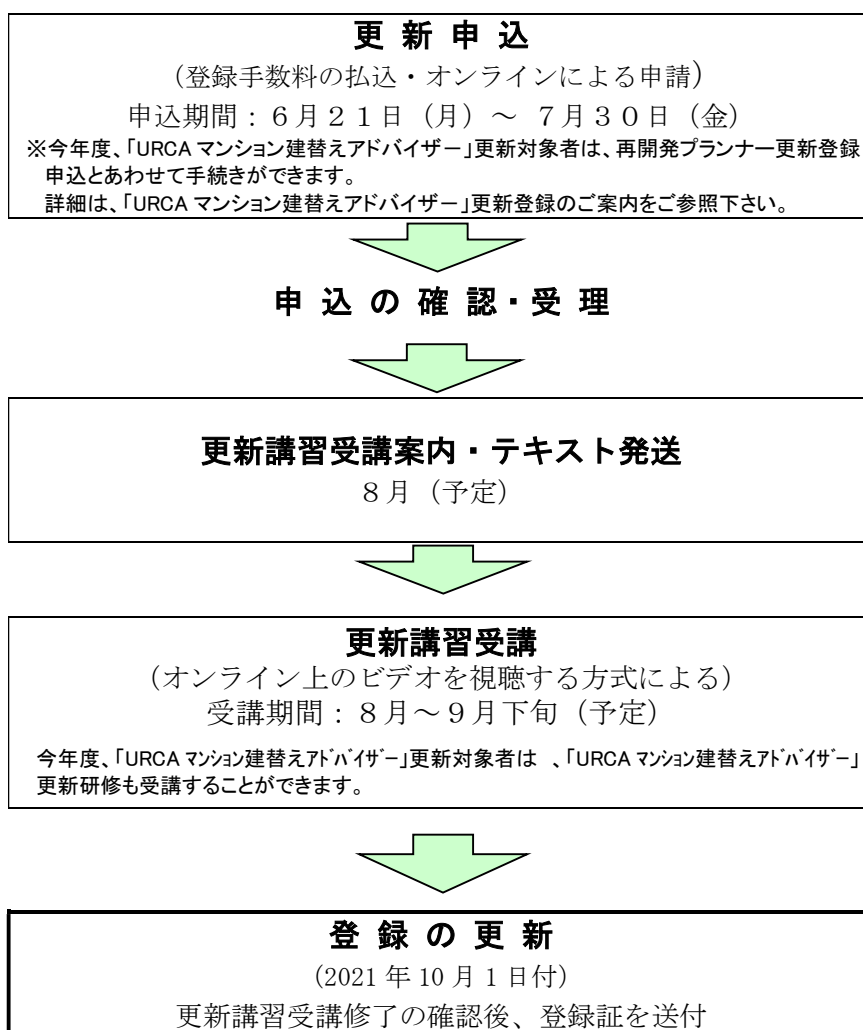 更 新 申 込
（登録手数料の払込・オンラインによる申請）
申込期間：６月２１日（月）～ ７月３０日（金）
※今年度、「URCA マンション建替えアドバイザー」更新対象者は、再開発プランナー更新登録
申込とあわせて手続きができます。
詳細は、「URCA マンション建替えアドバイザー」更新登録のご案内をご参照下さい。
申 込 の 確 認・受 理
更新講習受講案内・テキスト発送
８月（予定）
更新講習受講
（オンライン上のビデオを視聴する方式による）
受講期間：８月～９月下旬（予定）
今年度、「URCA ﾏﾝｼｮﾝ建替えｱﾄﾞﾊﾞｲｻﾞｰ」更新対象者は 、「URCA ﾏﾝｼｮﾝ建替えｱﾄﾞﾊﾞｲｻﾞｰ」
更新研修も受講することができます。
登 録 の 更 新
（2021 年 10 月 1 日付）
更新講習受講修了の確認後、登録証を送付